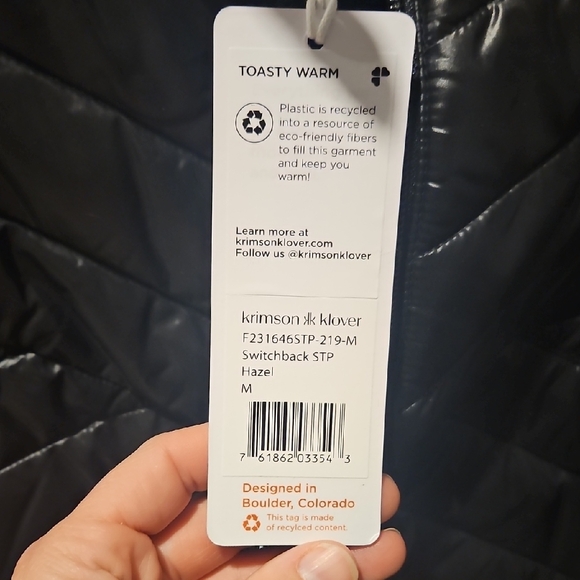 TOASTY WARM
Plastic is recycled
into a resource of
eco-friendly fibers
to fill this garment
and keep you
warm!
Learn more at
krimsonklover.com
Follow us @krimsonklover
krimson klover
F231646STP-219-M
Switchback STP
Hazel
M
7 61862 03354 3
Designed in
Boulder, Colorado
This tag is made
of recylced content.